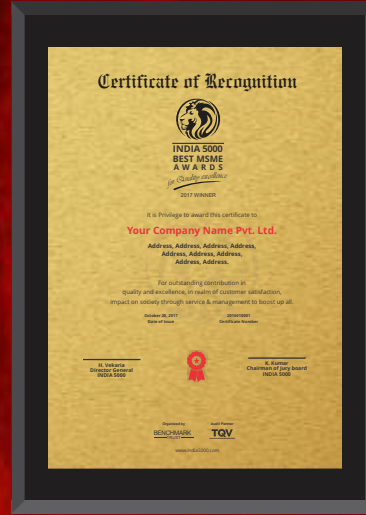 Certificate of Recognition
INDIA 5000
BEST MSME
AWARDS
for Quality excellence
2017 WINNER
It is Privilege to award this certificate to
Your Company Name Pvt. Ltd.
Address, Address, Address, Address,
Address, Address, Address,
Address, Address.
For outstanding contribution in
quality and excellence, in realm of customer satisfaction,
impact on society through service & management to boost up all.
October 28, 2017
Date of Issue
Certificate Number
H. Vekaria
Director General
INDIA 5000
K. Kumar
Chairman of jury board
INDIA 5000
Organized by
BENCHMARK
TRUST
Audit Partner
TQV
www.india5000.com